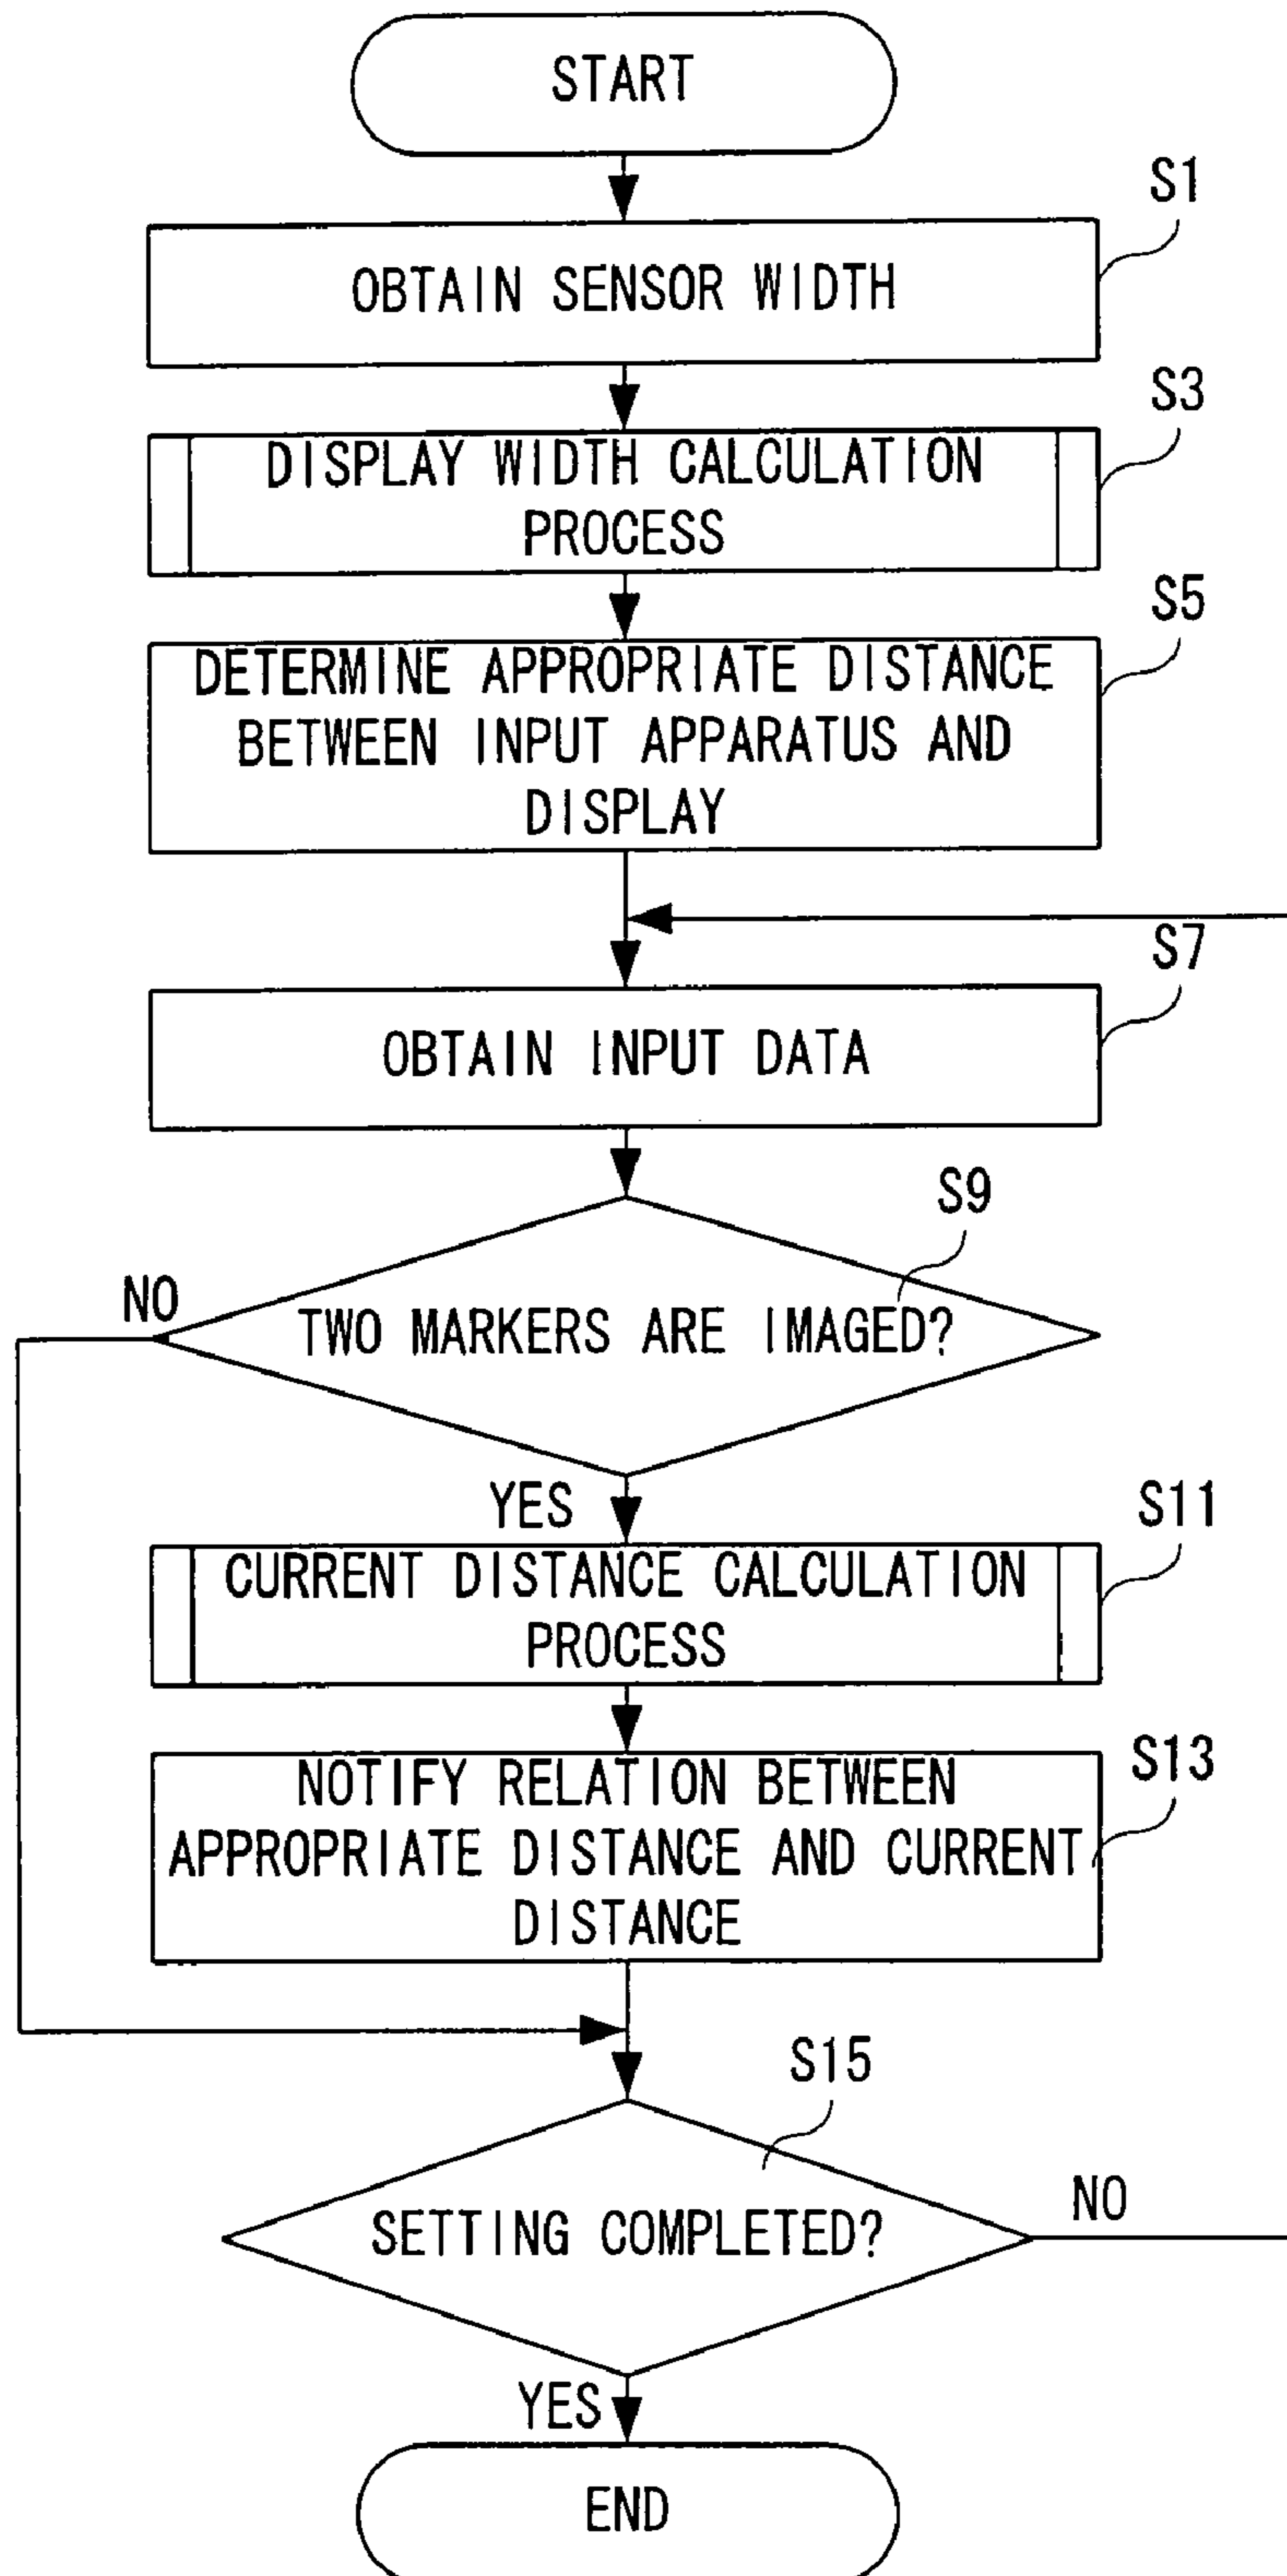 START
S1
OBTAIN SENSOR WIDTH
S3
DISPLAY WIDTH CALCULATION
PROCESS
S5
DETERMINE APPROPRIATE DISTANCE
BETWEEN INPUT APPARATUS AND
DISPLAY
S7
OBTAIN INPUT DATA
S9
NO
TWO MARKERS ARE IMAGED?
YES
S11
CURRENT DISTANCE CALCULATION
PROCESS
S13
NOTIFY RELATION BETWEEN
APPROPRIATE DISTANCE AND CURRENT
DISTANCE
S15
NO
SETTING COMPLETED?
YES
END